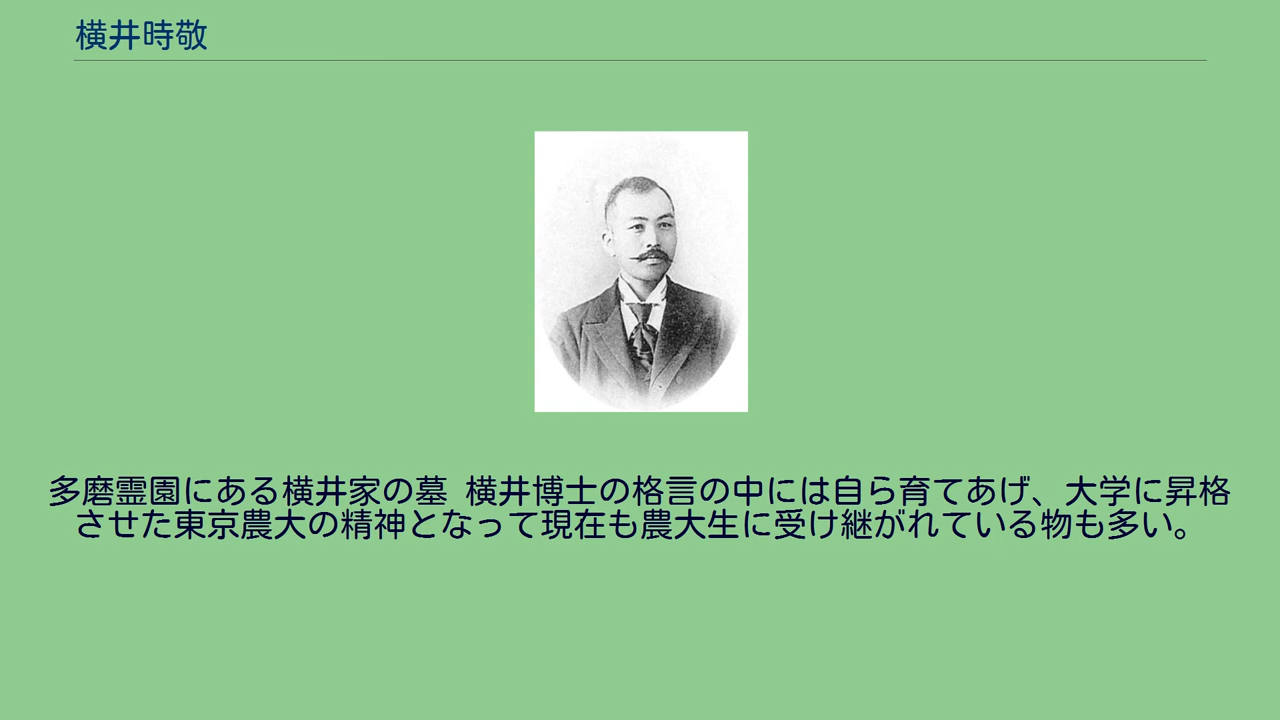 横井時敬
多磨霊園にある横井家の墓 横井博士の格言の中には自ら育てあげ、大学に昇格
させた東京農大の精神となって現在も農大生に受け継がれている物も多い。